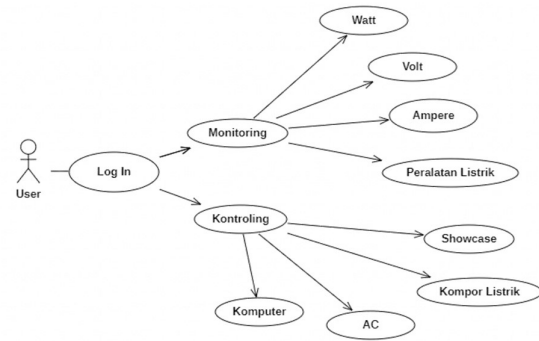 Watt
Volt
Ampere
Monitoring
Peralatan Listrik
Log In
User
Kontroling
Showcase
Kompor Listrik
Komputer
AC